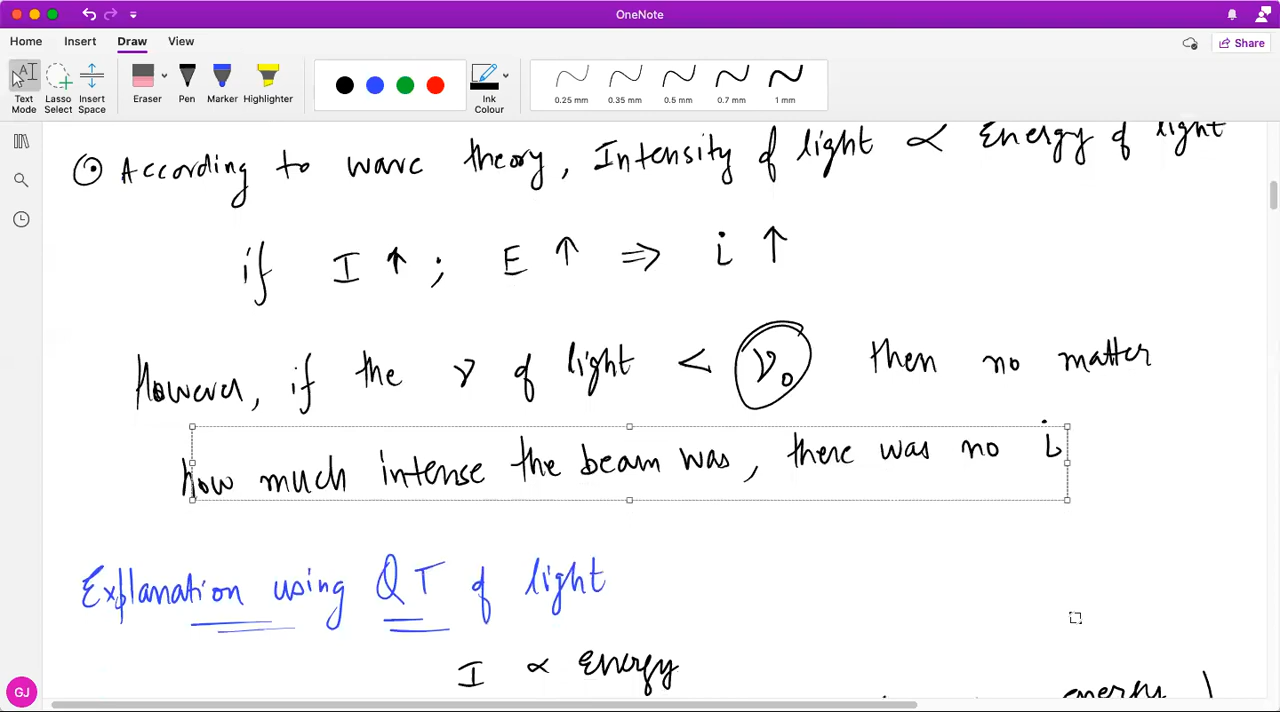 OneNote
Home Insert Draw View
Share
Text Mode
Lasso Select
Insert Space
Eraser
Pen
Marker
Highlighter
Ink Colour
0.25 mm
0.35 mm
0.5 mm
0.7 mm
1 mm
According to wave theory, Intensity of light ∝ Energy of light
if I ↑ ; E ↑ ⇒ i ↑
However, if the ν of light < ν₀ then no matter
how much intense the beam was, there was no i
Explanation using QT of light
I ∝ energy
energy
GJ